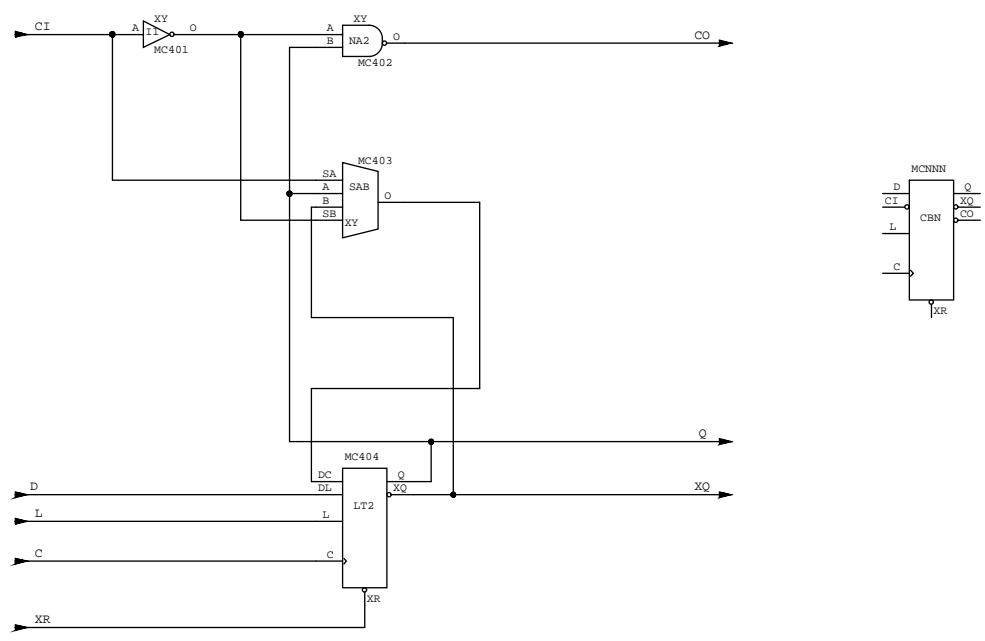 XY
CI A II O A
NA2 O CO
B
MC401
MC402
MC403
SA
A SAB
O
B
SB XY
MCNNN
D Q
CI XQ
CBN CO
L
C
XR
Q
MC404
DC Q
D DL XQ XQ
LT2
L L
C C
XR
XR
XY